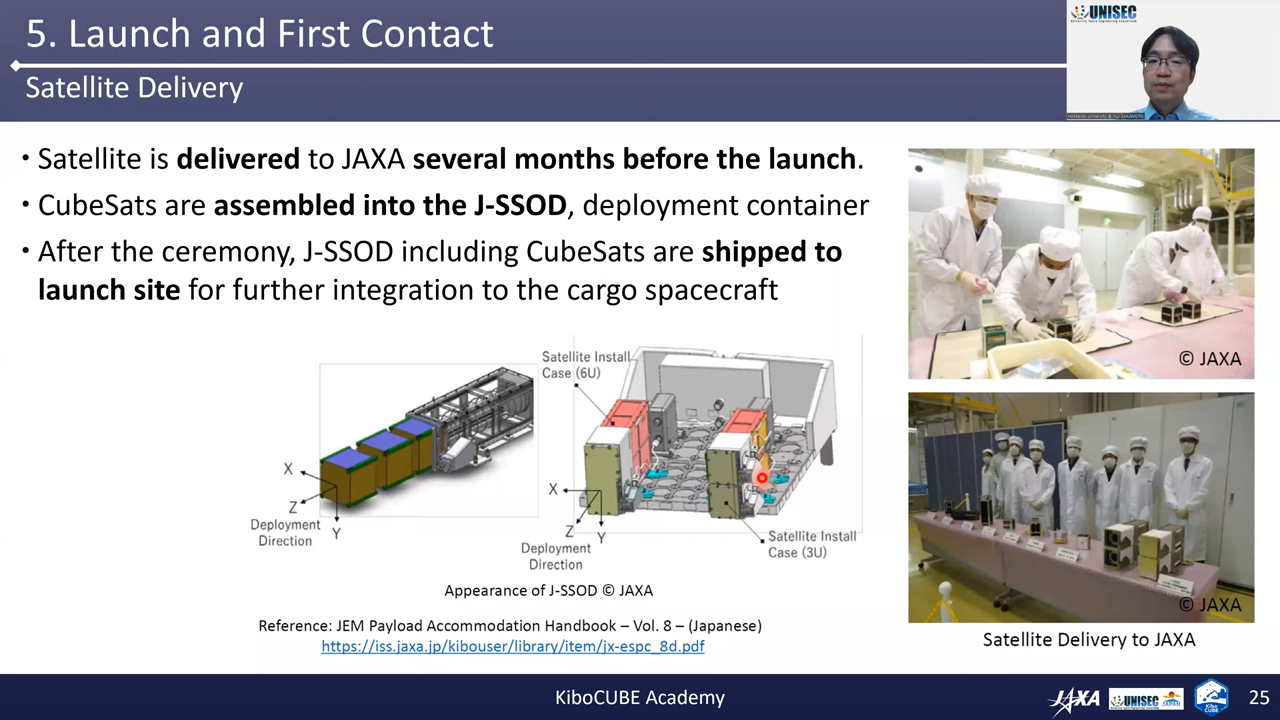 5. Launch and First Contact
Satellite Delivery
UNISEC
University Space Engineering Consortium
• Satellite is delivered to JAXA several months before the launch.
• CubeSats are assembled into the J-SSOD, deployment container
• After the ceremony, J-SSOD including CubeSats are shipped to
launch site for further integration to the cargo spacecraft
Satellite Install
Case (6U)
X
Z
Y
Deployment
Direction
X
Z
Y
Deployment
Direction
Satellite Install
Case (3U)
Appearance of J-SSOD © JAXA
Reference: JEM Payload Accommodation Handbook – Vol. 8 – (Japanese)
https://iss.jaxa.jp/kibouser/library/item/jx-espc_8d.pdf
© JAXA
© JAXA
Satellite Delivery to JAXA
KiboCUBE Academy
JAXA
UNISEC
Kibo
CUBE
25